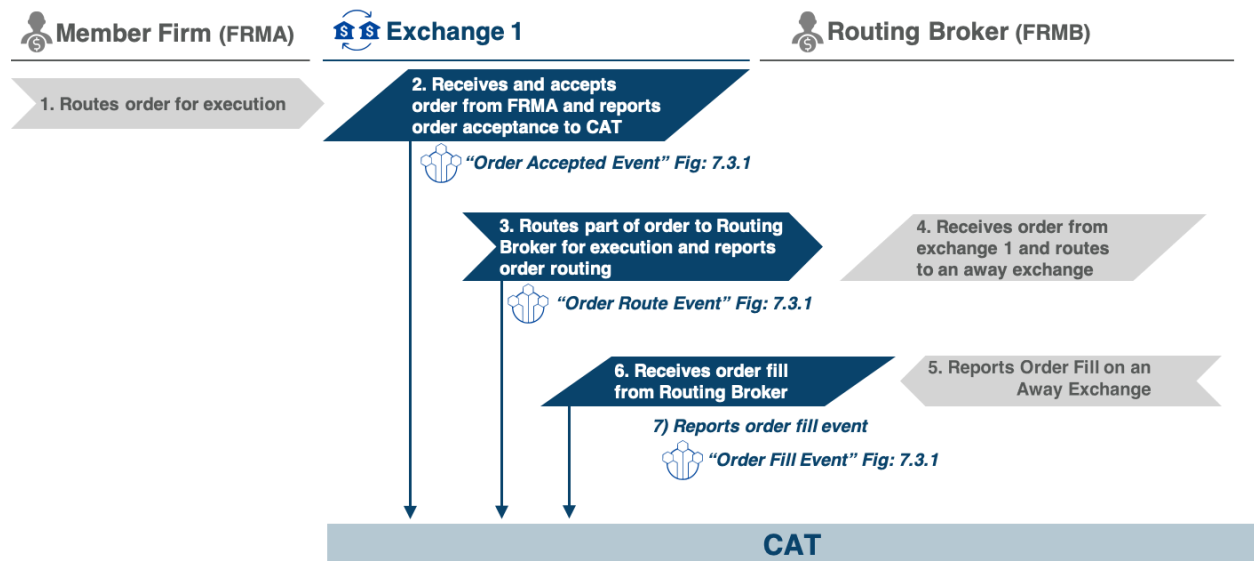 Member Firm (FRMA)
Exchange 1
Routing Broker (FRMB)
1. Routes order for execution
2. Receives and accepts
order from FRMA and reports
order acceptance to CAT
“Order Accepted Event” Fig: 7.3.1
3. Routes part of order to Routing
Broker for execution and reports
order routing
4. Receives order from
exchange 1 and routes
to an away exchange
“Order Route Event” Fig: 7.3.1
6. Receives order fill
from Routing Broker
5. Reports Order Fill on an
Away Exchange
7) Reports order fill event
“Order Fill Event” Fig: 7.3.1
CAT